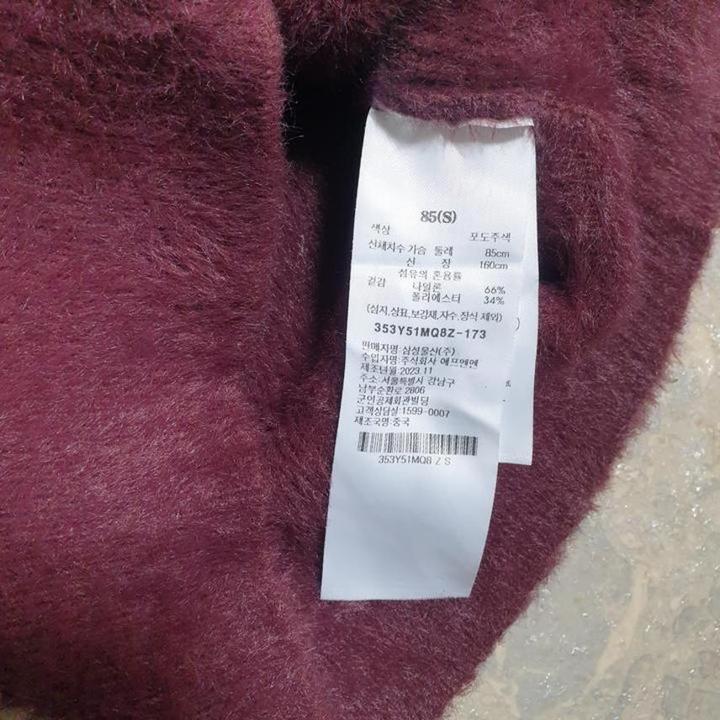 85(S)
색상 포도주색
신체치수 가슴 둘레 85cm
신 장 160cm
섬유의 혼용률
겉감 나일론 66%
폴리에스터 34%
(심지,상표,보강재,자수,장식 제외)
353Y51MQ8Z-173
판매자명:삼성물산(주)
수입자명:주식회사 에프엔엔
제조년월:2023.11
주소:서울특별시 강남구
남부순환로 2806
군인공제회관빌딩
고객상담실:1599-0007
제조국명:중국
353Y51MQ8 Z S